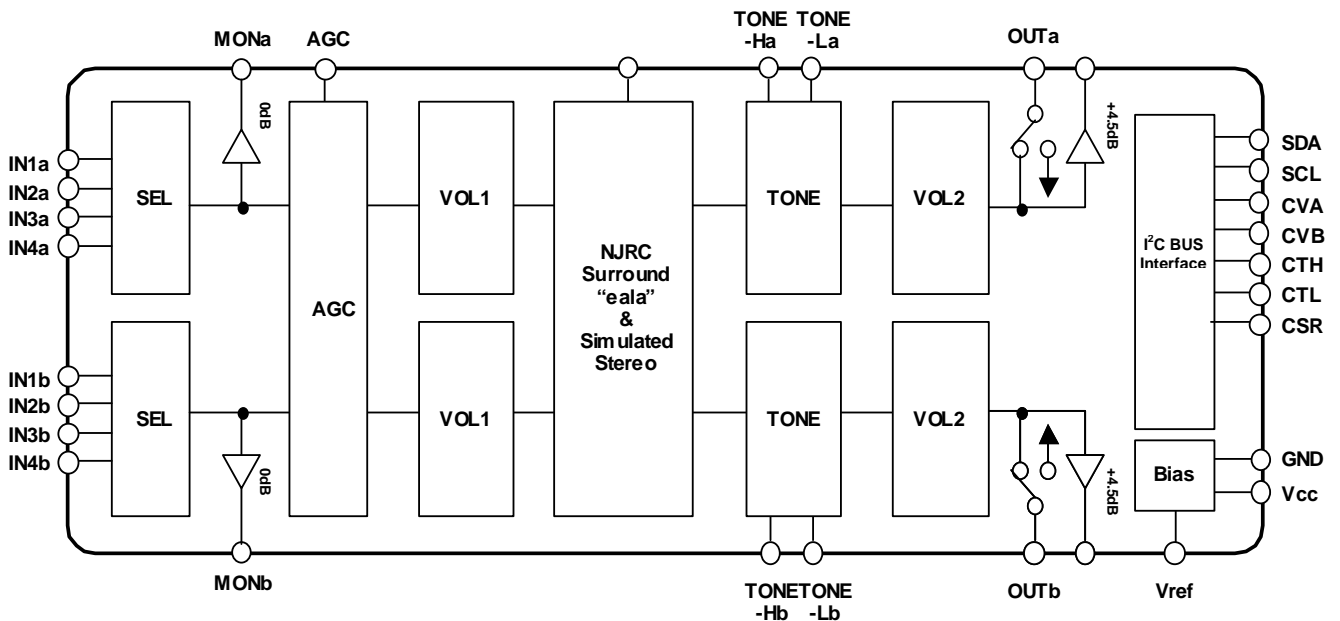 TONE TONE
MONa AGC -Ha -La OUTa
0dB
+4.5dB
IN1a
IN2a
IN3a
IN4a
SEL
VOL1
TONE
VOL2
SDA
SCL
CVA
CVB
CTH
CTL
CSR
I²C BUS
Interface
AGC
NJRC
Surround
“eala”
&
Simulated
Stereo
IN1b
IN2b
IN3b
IN4b
SEL
VOL1
TONE
VOL2
0dB
+4.5dB
Bias
GND
Vcc
MONb
TONE TONE
-Hb -Lb
OUTb
Vref